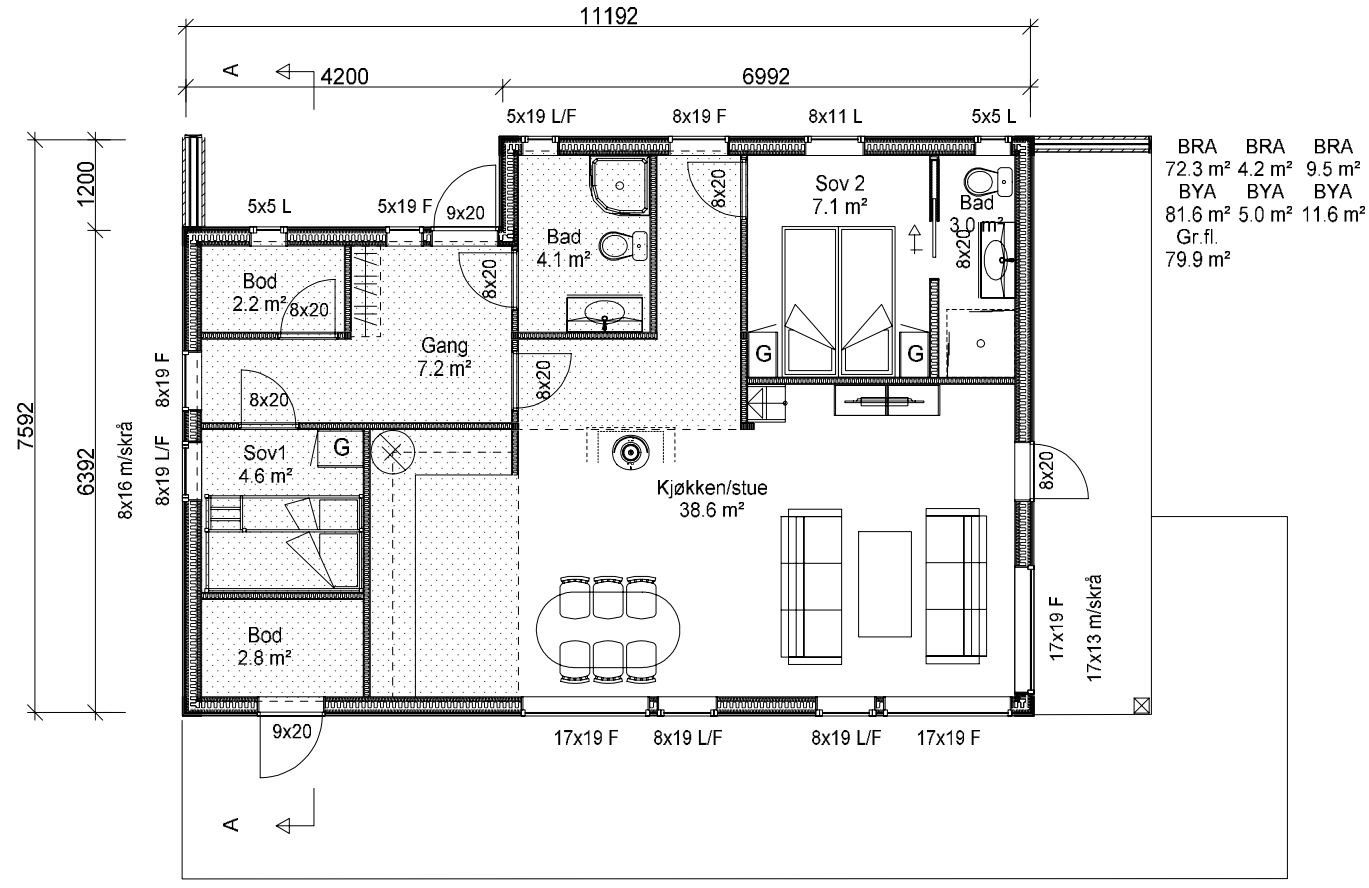 11192
A
4200
6992
5x19 L/F
8x19 F
8x11 L
5x5 L
BRA BRA BRA
72.3 m² 4.2 m² 9.5 m²
BYA BYA BYA
81.6 m² 5.0 m² 11.6 m²
Gr.fl.
79.9 m²
1200
5x5 L
5x19 F
9x20
8x20
Sov 2
7.1 m²
Bad
3.0 m²
8x20
Bad
4.1 m²
Bod
2.2 m²
8x20
8x20
Gang
7.2 m²
8x20
G
G
7592
6392
8x16 m/skrå
8x19 F
8x19 L/F
8x20
Sov1
4.6 m²
G
Kjøkken/stue
38.6 m²
8x20
17x19 F
17x13 m/skrå
Bod
2.8 m²
9x20
17x19 F
8x19 L/F
8x19 L/F
17x19 F
A